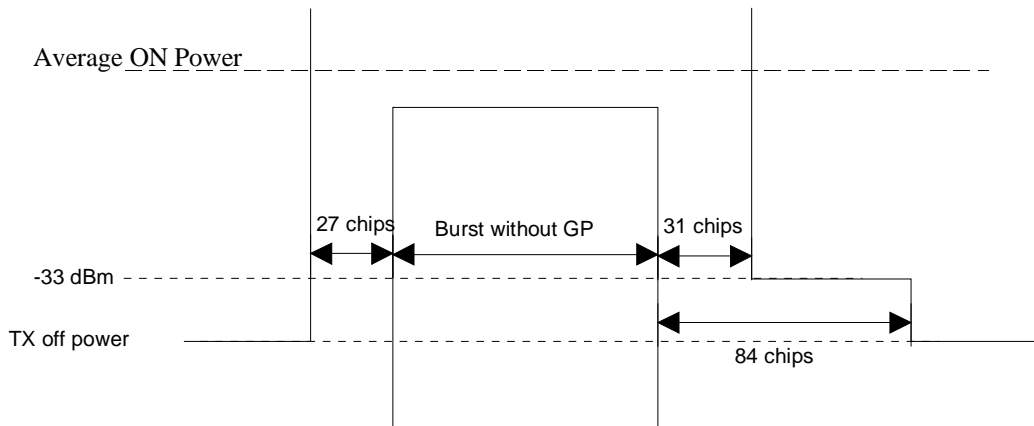 Average ON Power
27 chips
Burst without GP
31 chips
-33 dBm
TX off power
84 chips